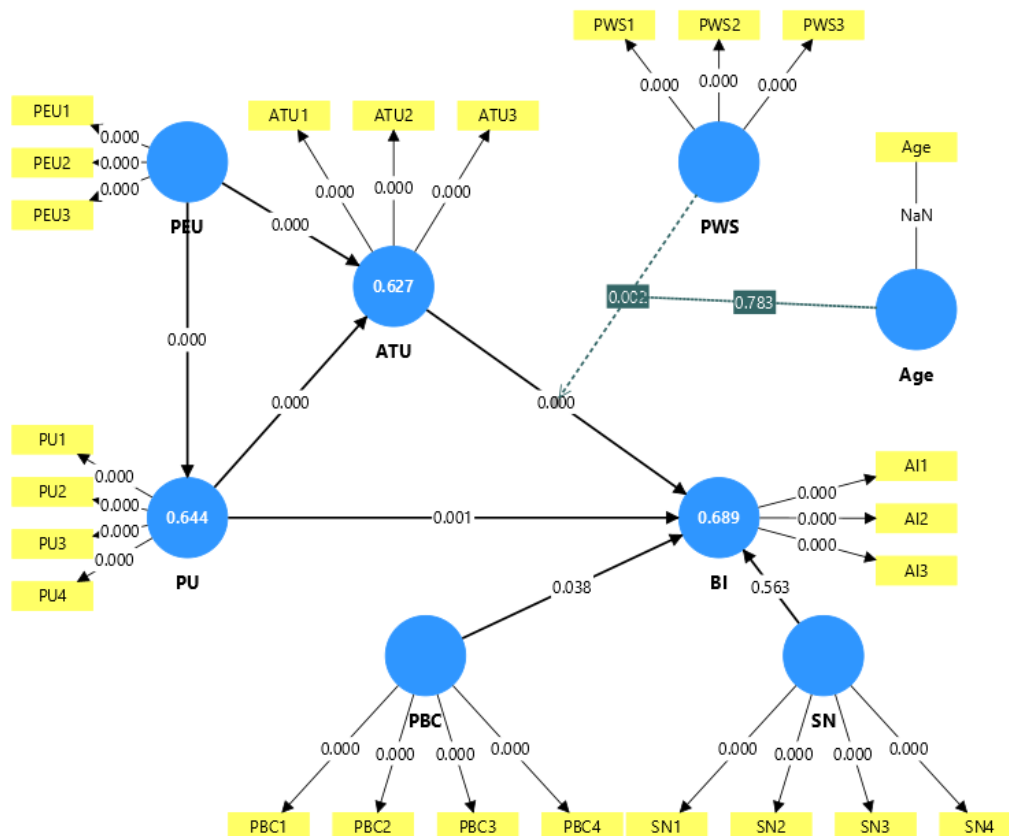 PWS1
PWS2
PWS3
0.000
0.000
0.000
PEU1
PEU2
PEU3
0.000
0.000
0.000
PEU
ATU1
ATU2
ATU3
0.000
0.000
0.000
Age
NaN
PWS
0.000
0.627
ATU
0.002
0.783
Age
0.000
0.000
0.000
PU1
PU2
PU3
PU4
0.000
0.000
0.000
0.000
0.644
PU
0.001
0.689
BI
0.000
0.000
0.000
AI1
AI2
AI3
0.038
0.563
PBC
SN
0.000
0.000
0.000
0.000
0.000
0.000
0.000
0.000
PBC1
PBC2
PBC3
PBC4
SN1
SN2
SN3
SN4